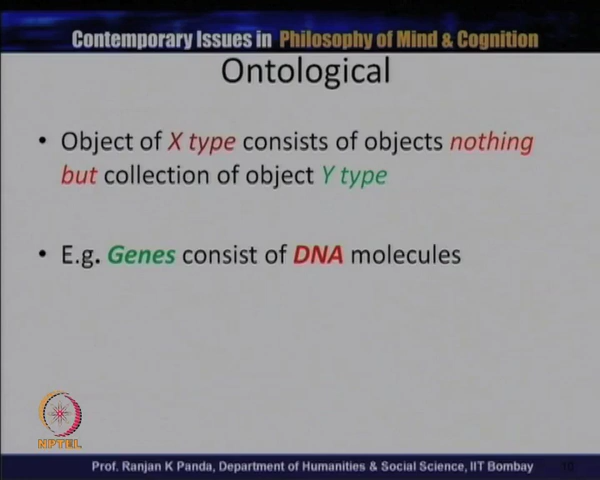 Contemporary Issues in Philosophy of Mind & Cognition
Ontological
• Object of X type consists of objects nothing
but collection of object Y type
• E.g. Genes consist of DNA molecules
NPTEL
Prof. Ranjan K Panda, Department of Humanities & Social Science, IIT Bombay 10